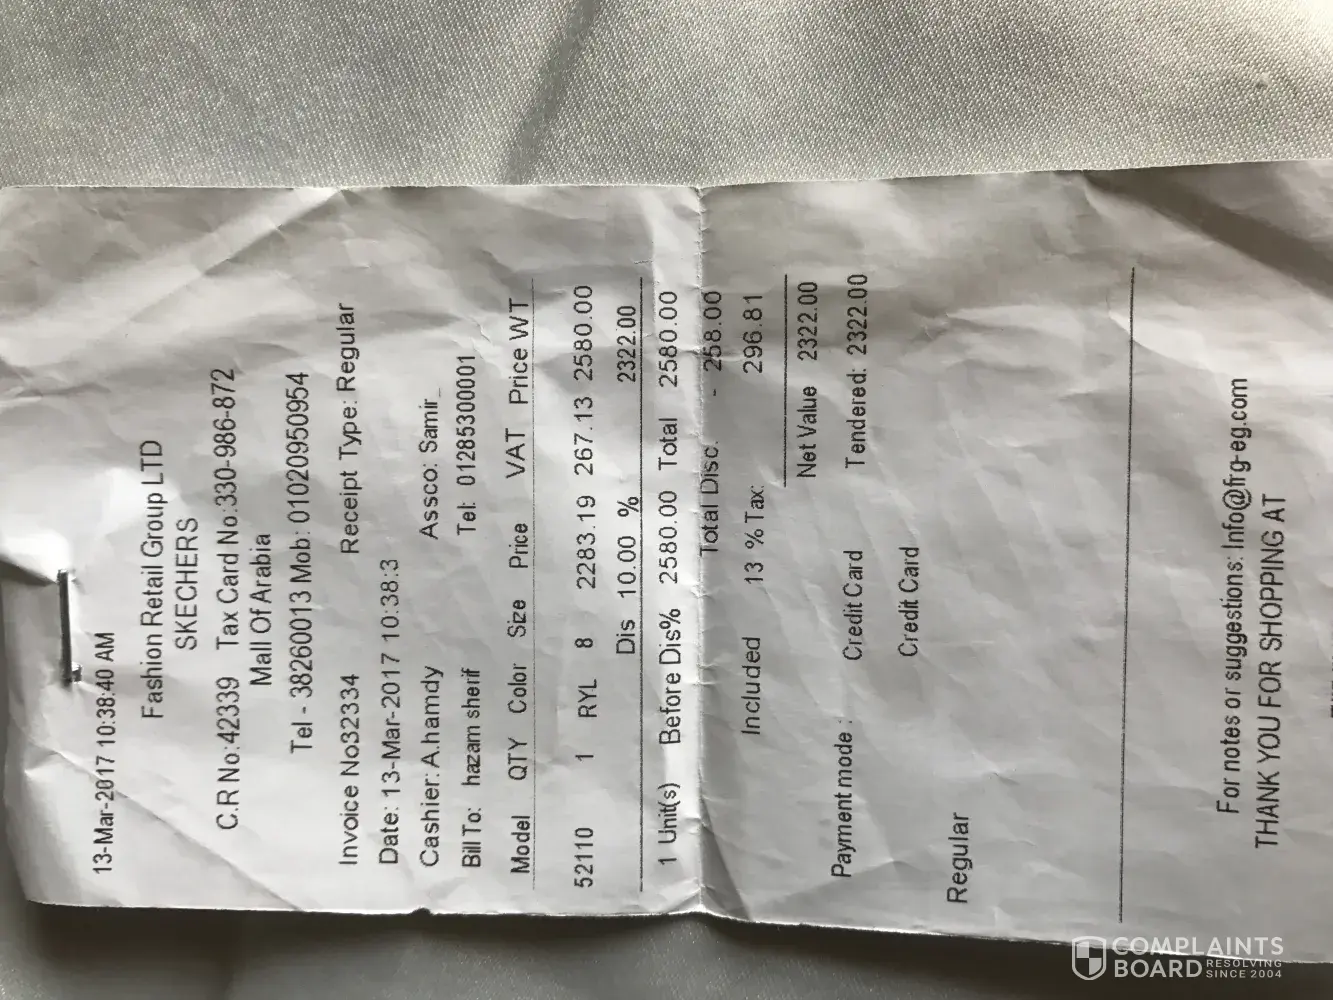 13-Mar-2017 10:38:40 AM
Fashion Retail Group LTD
SKECHERS
C.R No:42339 Tax Card No:330-986-872
Mall Of Arabia
Tel - 38260013 Mob: 01020950954
Invoice No32334 Receipt Type: Regular
Date: 13-Mar-2017 10:38:3
Cashier: A.hamdy Assco: Samir_
Bill To: hazam sherif Tel: 01285300001
Model QTY Color Size Price VAT Price WT
52110 1 RYL 8 2283.19 267.13 2580.00
Dis 10.00 % 2322.00
1 Unit(s) Before Dis% 2580.00 Total 2580.00
Total Disc. - 258.00
Included 13 % Tax: 296.81
Net Value 2322.00
Payment mode : Credit Card Tendered: 2322.00
Credit Card
Regular
For notes or suggestions: Info@frg-eg.com
THANK YOU FOR SHOPPING AT
COMPLAINTS
BOARD RESOLVING
SINCE 2004